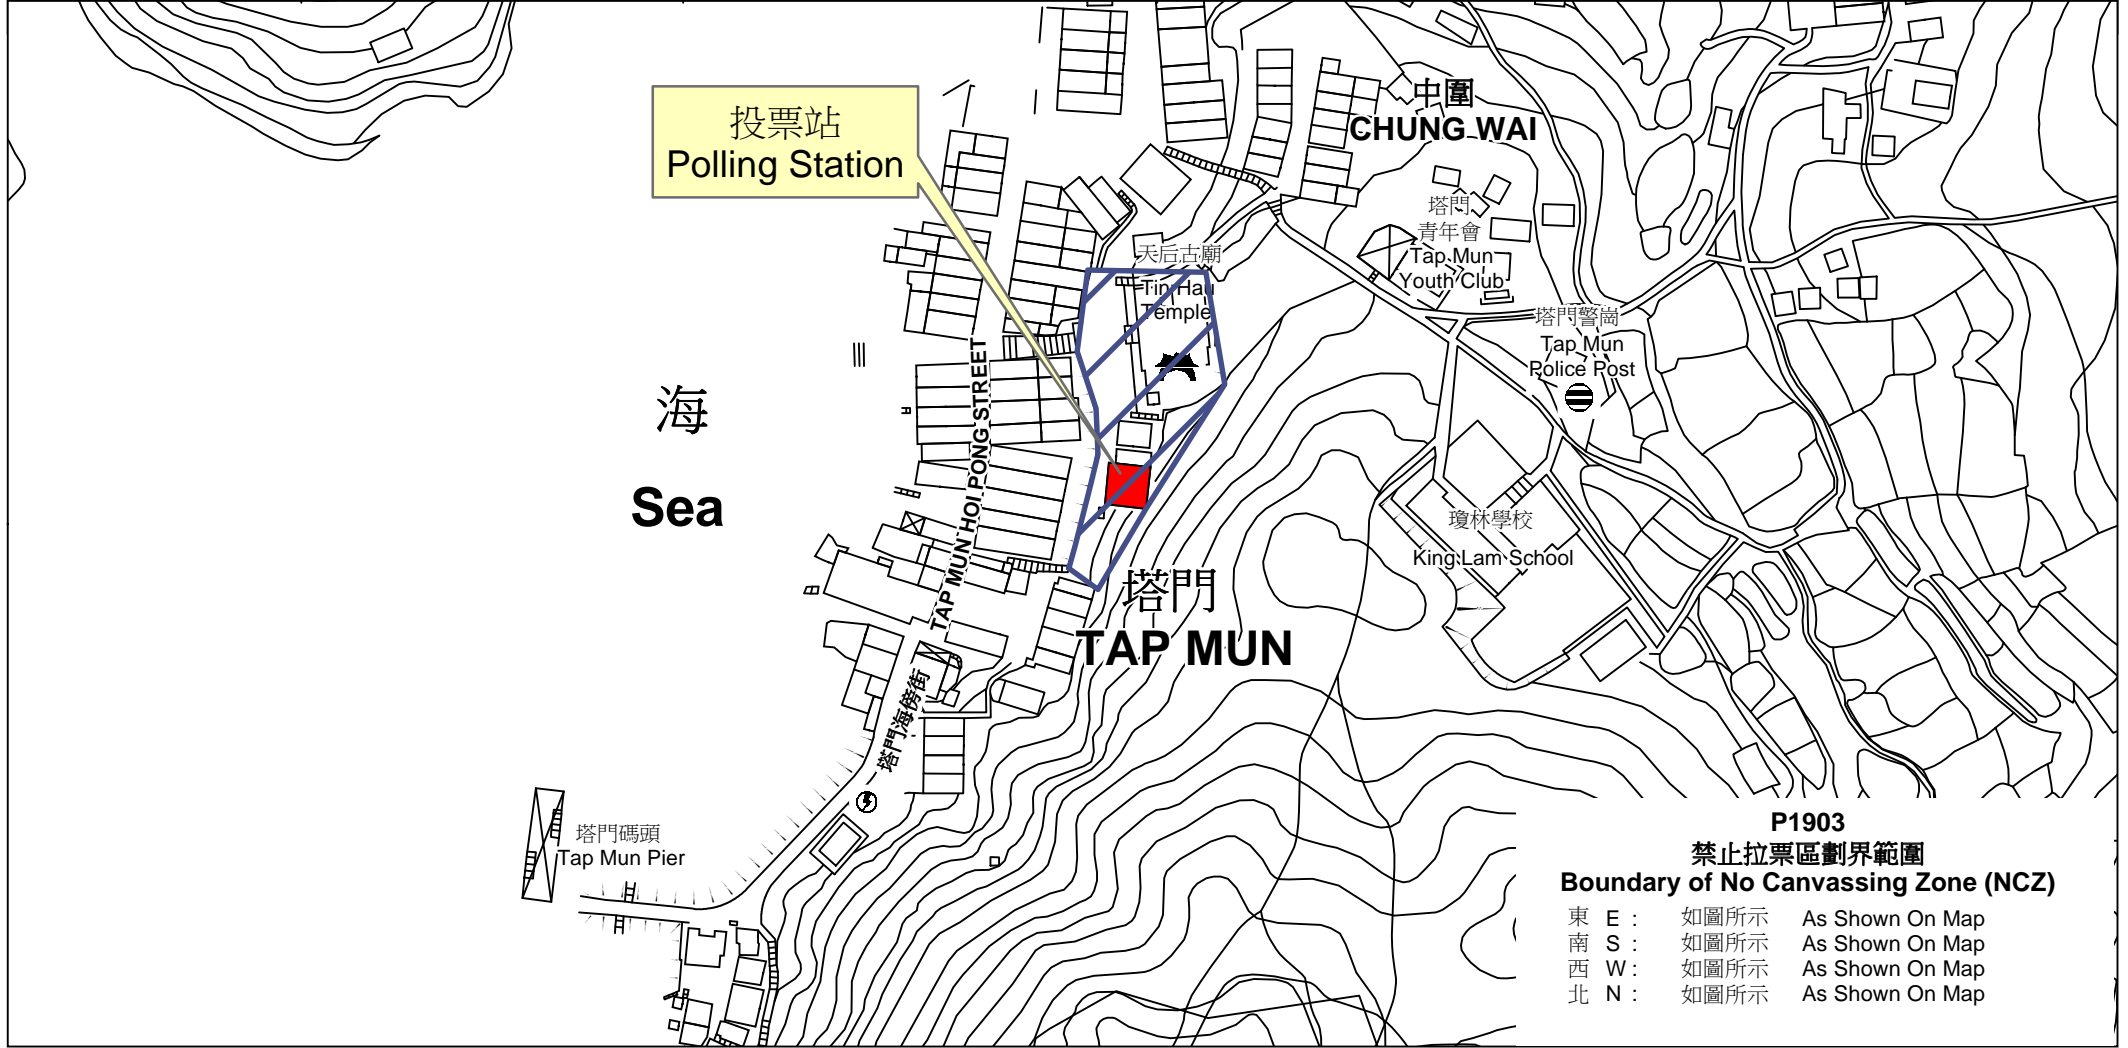 中圍
CHUNG WAI
投票站
Polling Station
塔門
青年會
Tap Mun
Youth Club
天后古廟
Tin Hau
Temple
塔門警崗
Tap Mun
Police Post
海
Sea
TAP MUN HOI PONG STREET
塔門海傍街
瓊林學校
King Lam School
塔門
TAP MUN
塔門碼頭
Tap Mun Pier
P1903
禁止拉票區劃界範圍
Boundary of No Canvassing Zone (NCZ)
東 E : 如圖所示 As Shown On Map
南 S : 如圖所示 As Shown On Map
西 W : 如圖所示 As Shown On Map
北 N : 如圖所示 As Shown On Map